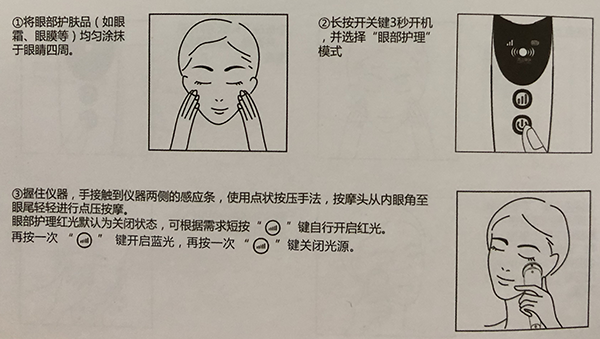 ①将眼部护肤品（如眼
霜、眼膜等）均匀涂抹
于眼睛四周。
②长按开关键3秒开机
，并选择“眼部护理”
模式
③握住仪器，手接触到仪器两侧的感应条，使用点状按压手法，按摩头从内眼角至
眼尾轻轻进行点压按摩。
眼部护理红光默认为关闭状态，可根据需求短按“ ”键自行开启红光。
再按一次 “ ” 键开启蓝光，再按一次 “ ”键关闭光源。